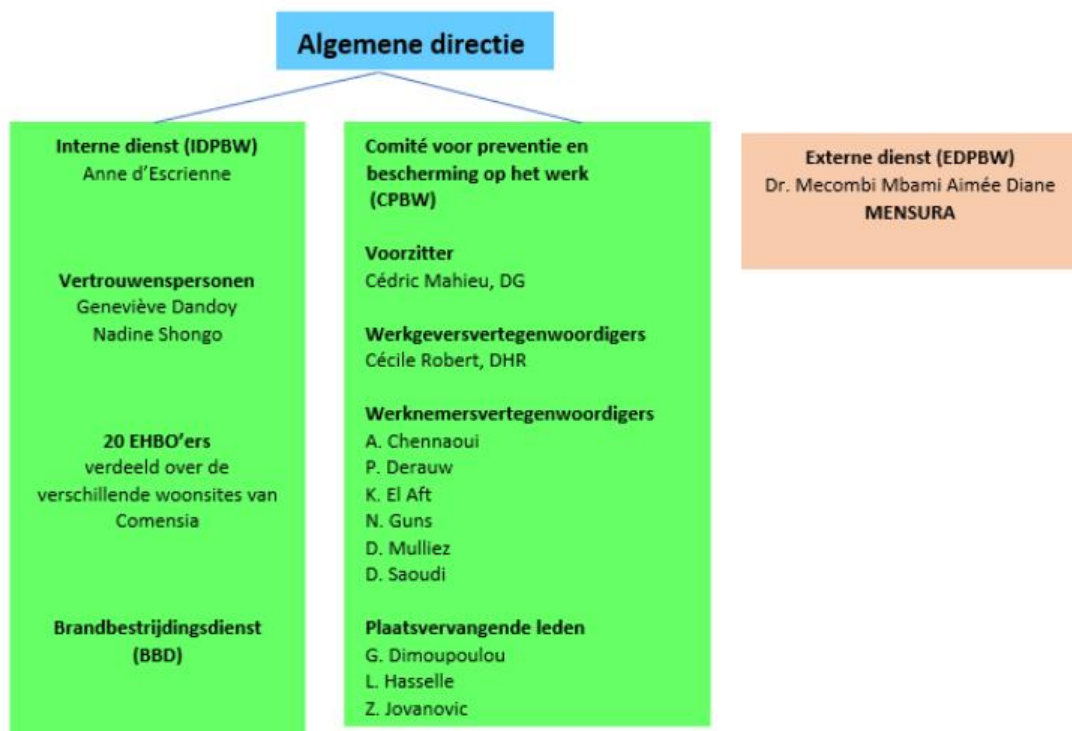 Algemene directie
Interne dienst (IDPBW)
Anne d’Escrienne
Vertrouwenspersonen
Geneviève Dandoy
Nadine Shongo
20 EHBO’ers
verdeeld over de
verschillende woonsites van
Comensia
Brandbestrijdingsdienst
(BBD)
Comité voor preventie en
bescherming op het werk
(CPBW)
Voorzitter
Cédric Mahieu, DG
Werkgeversvertegenwoordigers
Cécile Robert, DHR
Werknemersvertegenwoordigers
A. Chennaoui
P. Derauw
K. El Aft
N. Guns
D. Mulliez
D. Saoudi
Plaatsvervangende leden
G. Dimoupoulou
L. Hasselle
Z. Jovanovic
Externe dienst (EDPBW)
Dr. Mecombi Mbami Aimée Diane
MENSURA